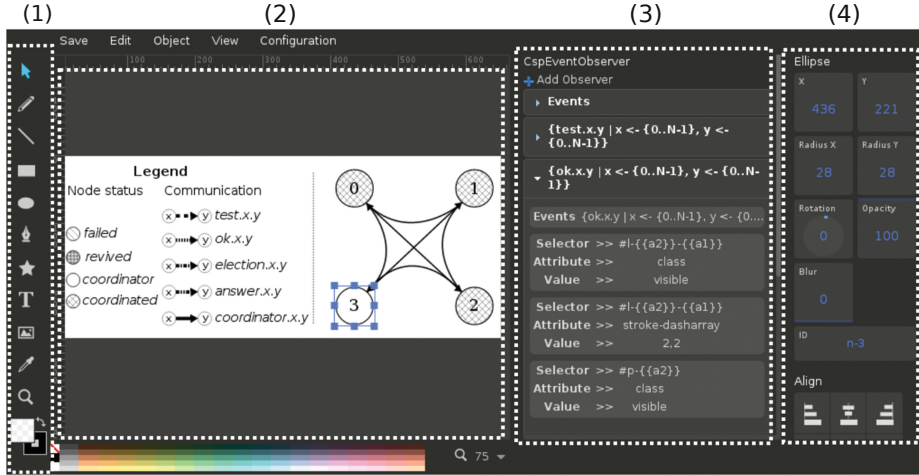 (1) (2) (3) (4)
Save Edit Object View Configuration
100 200 300 400 500 600
Legend
Node status Communication
failed
revived
coordinator
coordinated
x y test.x.y
x y ok.x.y
x y election.x.y
x y answer.x.y
x y coordinator.x.y
0 1
3 2
75
CspEventObserver
Add Observer
Events
{test.x.y | x <- {0..N-1}, y <-
{0..N-1}}
{ok.x.y | x <- {0..N-1}, y <- {0..N-
1}}
Events {ok.x.y | x <- {0..N-1}, y <- {0....
Selector >> #l-{{a2}}-{{a1}}
Attribute >> class
Value >> visible
Selector >> #l-{{a2}}-{{a1}}
Attribute >> stroke-dasharray
Value >> 2,2
Selector >> #p-{{a2}}
Attribute >> class
Value >> visible
Ellipse
X Y
436 221
Radius X Radius Y
28 28
Rotation Opacity
0 100
Blur
0
ID
n-3
Align